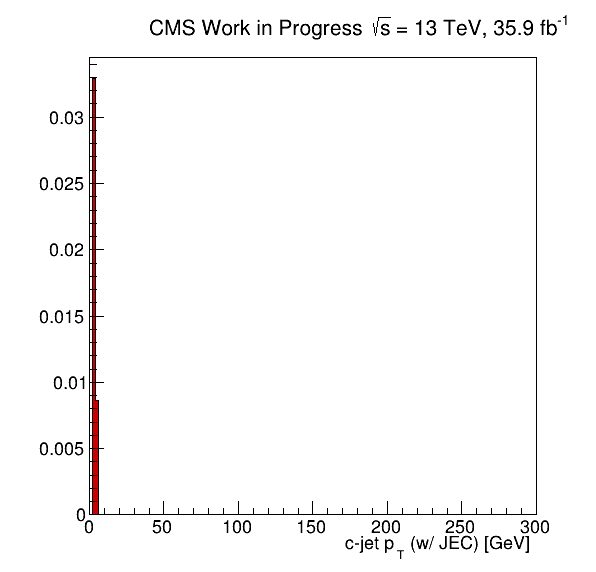 CMS Work in Progress √s = 13 TeV, 35.9 fb⁻¹
0.03
0.025
0.02
0.015
0.01
0.005
0
0 50 100 150 200 250 300
c-jet p_T (w/ JEC) [GeV]